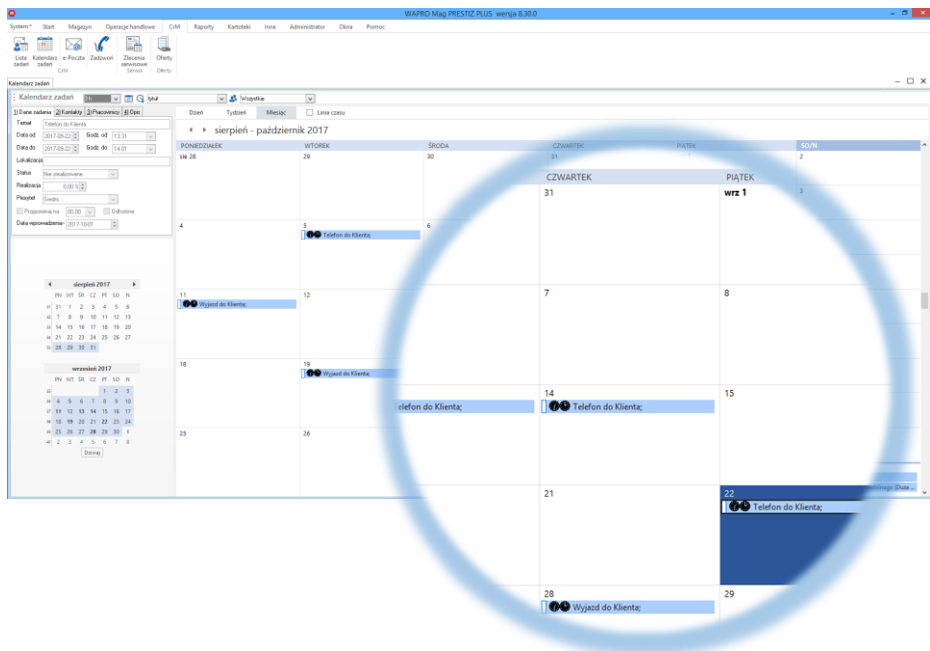 WAPRO Mag PRESTIZ PLUS wersja 8.30.0
System Start Magazyn Operacje handlowe CrM Raporty Kartoteki Inne Administrator Okna Pomoc
Lista zadań Kalendarz zadań e-Poczta Zadzwoń Zlecenia serwisowe Oferty
CrM Serwis Oferty
Kalendarz zadań
Kalendarz zadań tytuł Wszystkie
1) Dane zadania 2) Kontakty 3) Pracownicy 4) Opis
Dzień Tydzień Miesiąc Linia czasu
Temat Telefon do Klienta
Data od 2017-09-22 Godz. od 13:31
Data do 2017-09-22 Godz. do 14:01
Lokalizacja
Status Nie zrealizowane
Realizacja 0.00 %
Priorytet Średni
Przypominaj na 00:00 Odłożone
Data wprowadzenia 2017-10-01
sierpień - październik 2017
PONIEDZIAŁEK WTOREK ŚRODA CZWARTEK PIĄTEK SO/N
sie 28 29 30 31 2
3
4 5 6
Telefon do Klienta;
11 12
Wyjazd do Klienta;
18 19
Wyjazd do Klienta;
25 26
CZWARTEK PIĄTEK
31 wrz 1
7 8
14 15
Telefon do Klienta; Telefon do Klienta;
21 22
Telefon do Klienta;
28 29
Wyjazd do Klienta;
sierpień 2017
PN WT ŚR CZ PT SO N
31 1 2 3 4 5 6
7 8 9 10 11 12 13
14 15 16 17 18 19 20
21 22 23 24 25 26 27
28 29 30 31
wrzesień 2017
PN WT ŚR CZ PT SO N
1 2 3
4 5 6 7 8 9 10
11 12 13 14 15 16 17
18 19 20 21 22 23 24
25 26 27 28 29 30 1
2 3 4 5 6 7 8
Dzisiaj